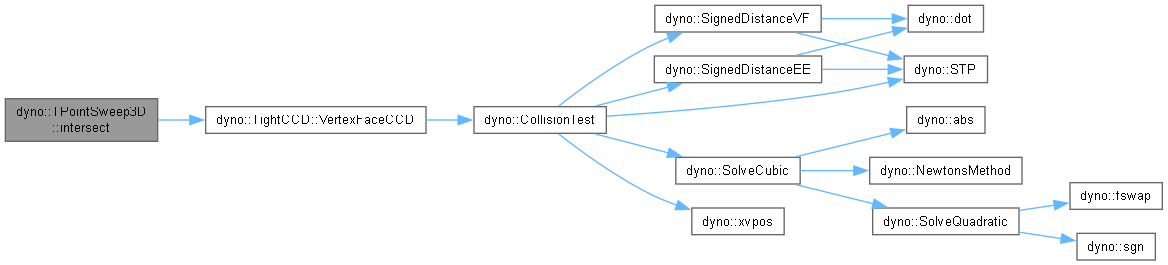 dyno::TPointSweep3D
::intersect
dyno::TightCCD::VertexFaceCCD
dyno::CollisionTest
dyno::SignedDistanceVF
dyno::SignedDistanceEE
dyno::SolveCubic
dyno::xvpos
dyno::dot
dyno::STP
dyno::abs
dyno::NewtonsMethod
dyno::SolveQuadratic
dyno::fswap
dyno::sgn